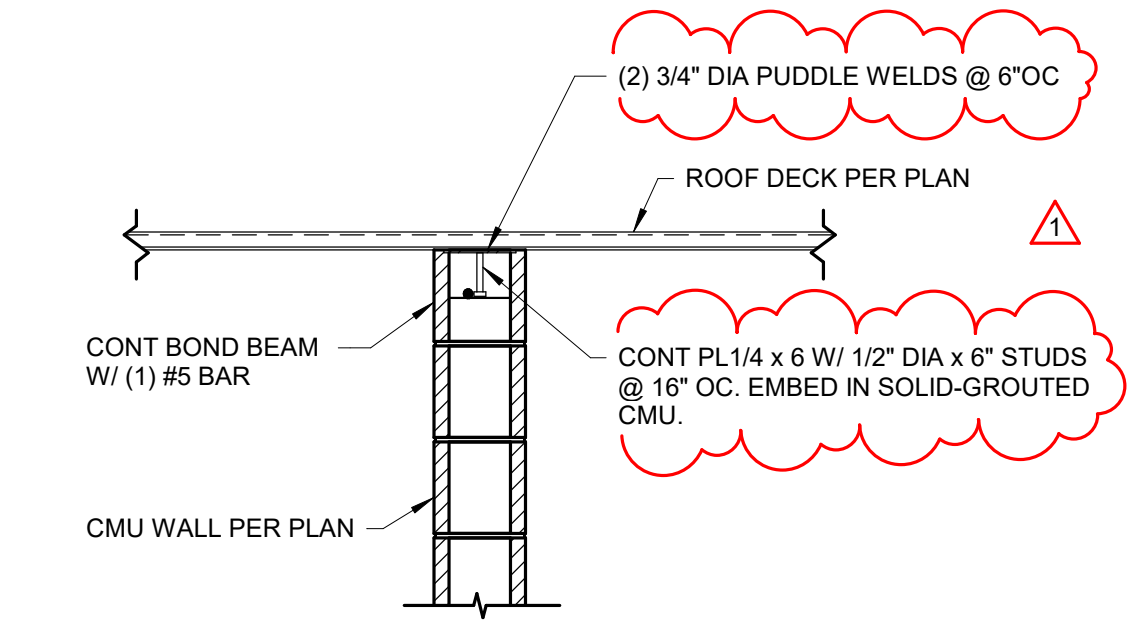 (2) 3/4" DIA PUDDLE WELDS @ 6"OC
ROOF DECK PER PLAN
1
CONT BOND BEAM
W/ (1) #5 BAR
CONT PL1/4 x 6 W/ 1/2" DIA x 6" STUDS
@ 16" OC. EMBED IN SOLID-GROUTED
CMU.
CMU WALL PER PLAN